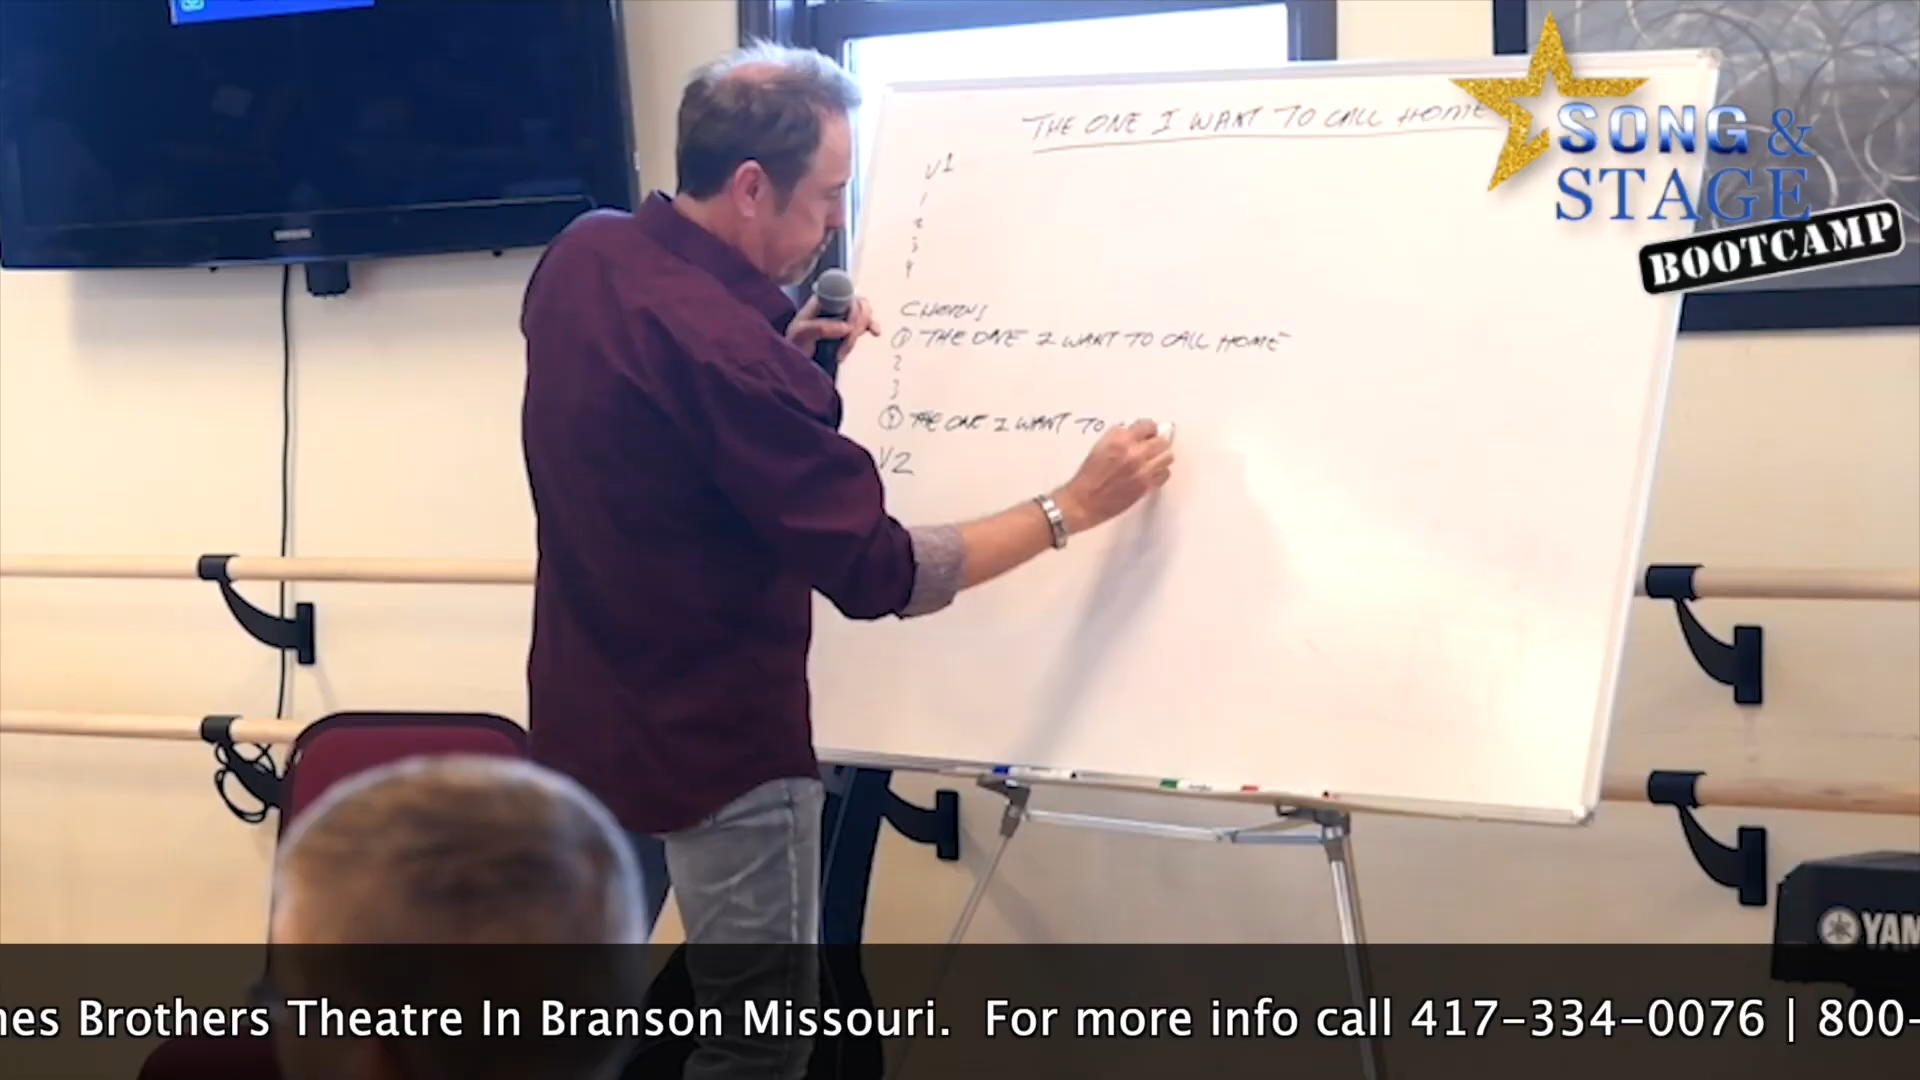 THE ONE I WANT TO CALL HOME
V1
1
2
3
4
CHORUS
① THE ONE I WANT TO CALL HOME
2
3
④ THE ONE I WANT TO
V2
SONG &
STAGE
BOOTCAMP
YAM
nes Brothers Theatre In Branson Missouri. For more info call 417-334-0076 | 800-